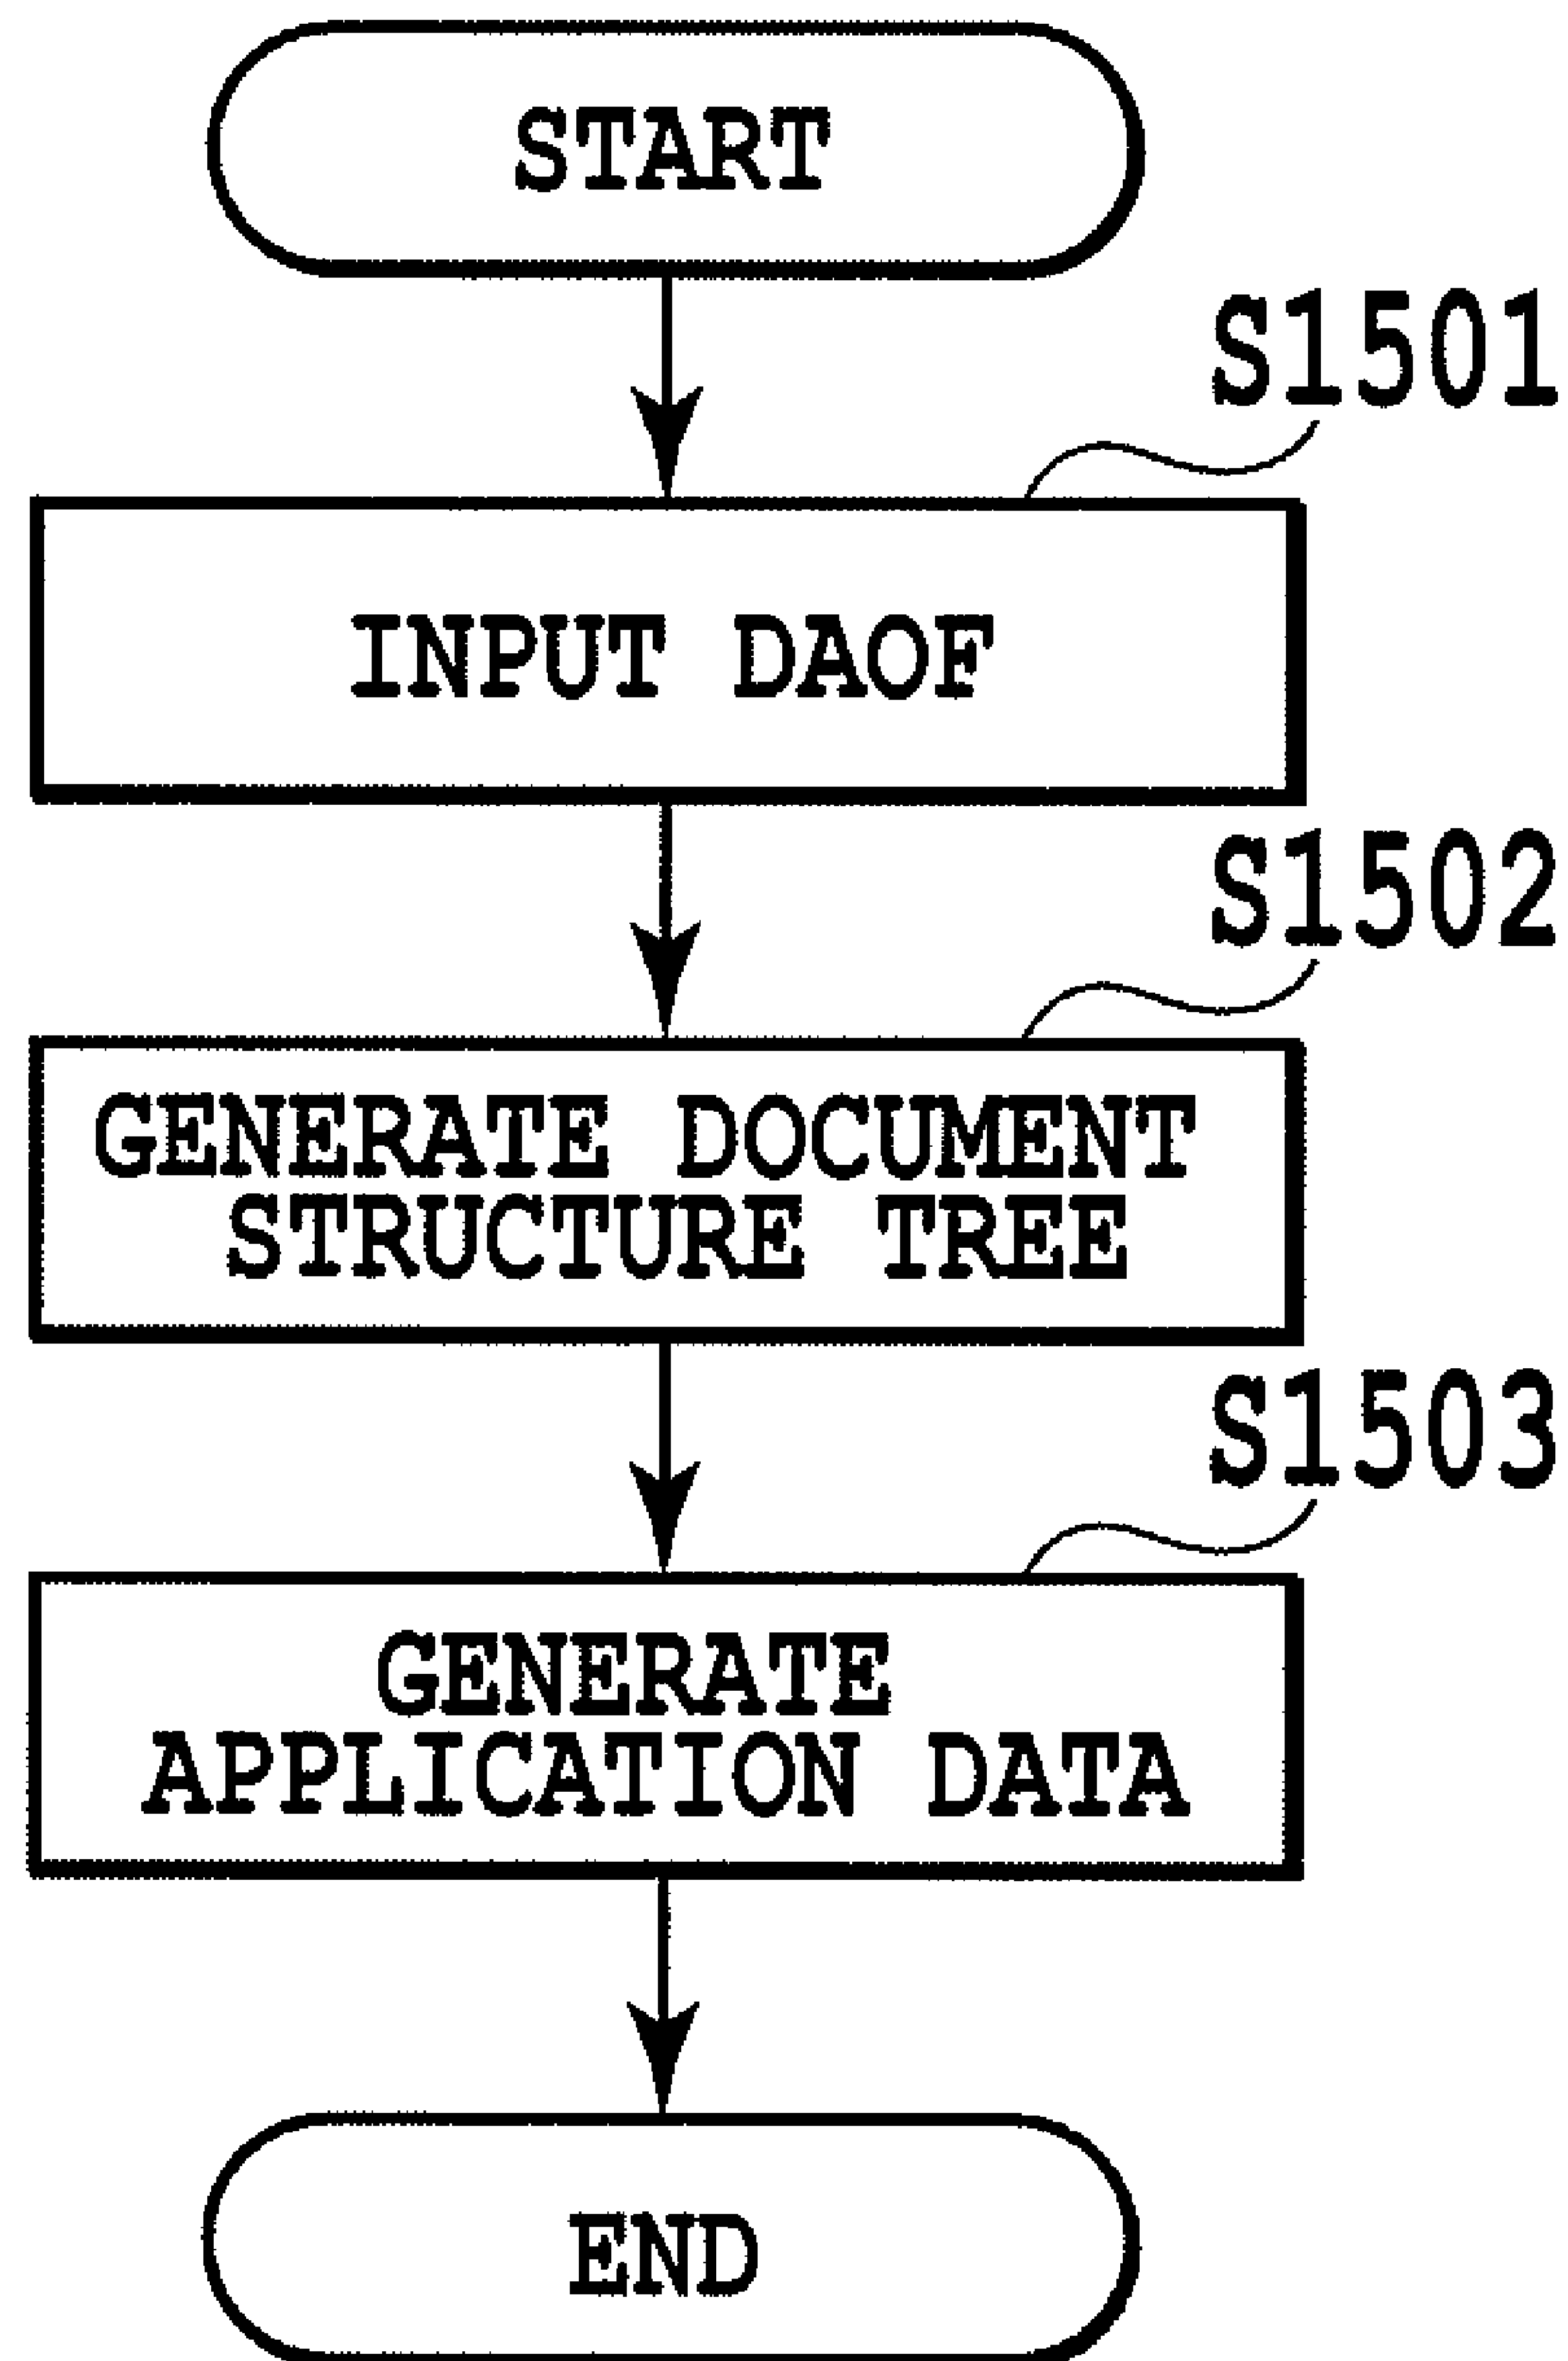 START
S1501
INPUT DAOF
S1502
GENERATE DOCUMENT
STRUCTURE TREE
S1503
GENERATE
APPLICATION DATA
END